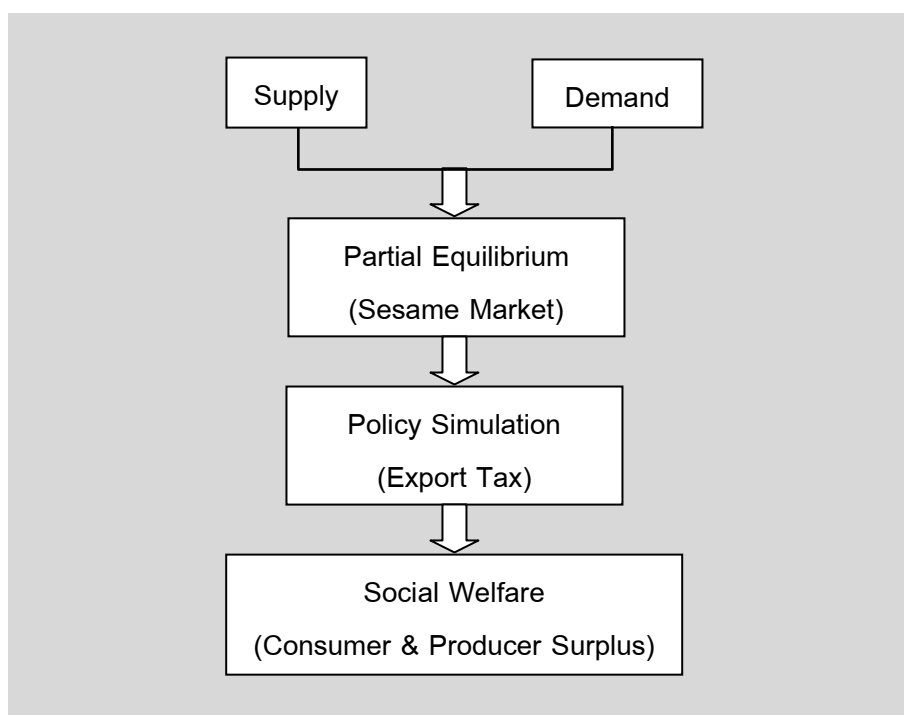 Supply
Demand
Partial Equilibrium
(Sesame Market)
Policy Simulation
(Export Tax)
Social Welfare
(Consumer & Producer Surplus)